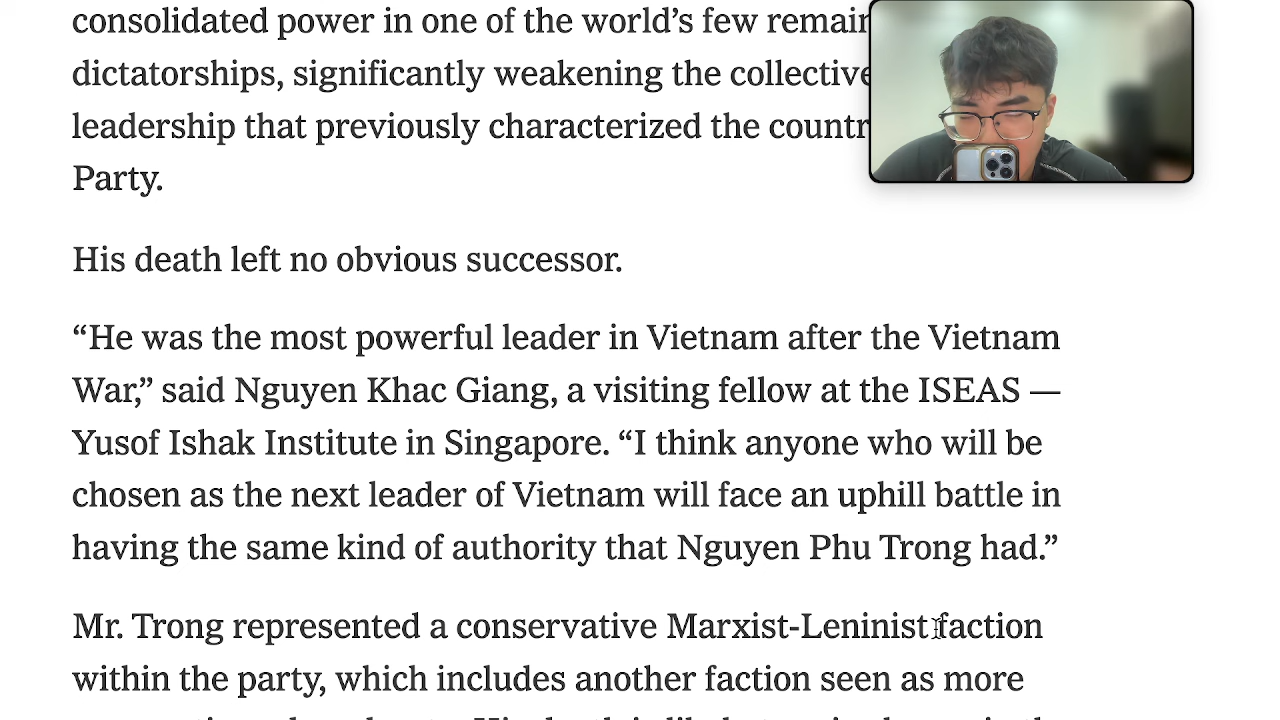 consolidated power in one of the world’s few
dictatorships, significantly weakening the collective
leadership that previously characterized the
Party.
His death left no obvious successor.
“He was the most powerful leader in Vietnam after the Vietnam
War,” said Nguyen Khac Giang, a visiting fellow at the ISEAS —
Yusof Ishak Institute in Singapore. “I think anyone who will be
chosen as the next leader of Vietnam will face an uphill battle in
having the same kind of authority that Nguyen Phu Trong had.”
Mr. Trong represented a conservative Marxist-Leninist faction
within the party, which includes another faction seen as more